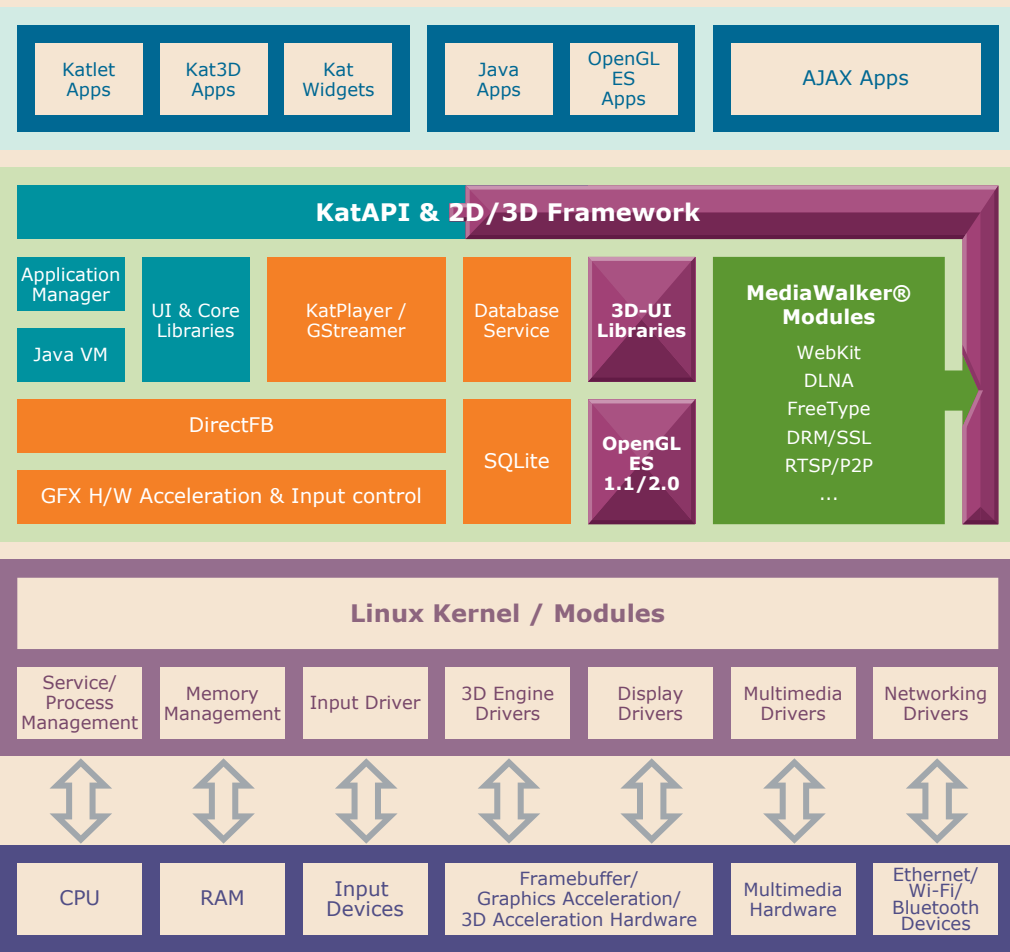 Katlet
Apps
Kat3D
Apps
Kat
Widgets
Java
Apps
OpenGL
ES
Apps
AJAX Apps
KatAPI & 2D/3D Framework
Application
Manager
Java VM
UI & Core
Libraries
KatPlayer /
GStreamer
Database
Service
3D-UI
Libraries
MediaWalker®
Modules
WebKit
DLNA
FreeType
DRM/SSL
RTSP/P2P
...
DirectFB
GFX H/W Acceleration & Input control
SQLite
OpenGL
ES
1.1/2.0
Linux Kernel / Modules
Service/
Process
Management
Memory
Management
Input Driver
3D Engine
Drivers
Display
Drivers
Multimedia
Drivers
Networking
Drivers
CPU
RAM
Input
Devices
Framebuffer/
Graphics Acceleration/
3D Acceleration Hardware
Multimedia
Hardware
Ethernet/
Wi-Fi/
Bluetooth
Devices